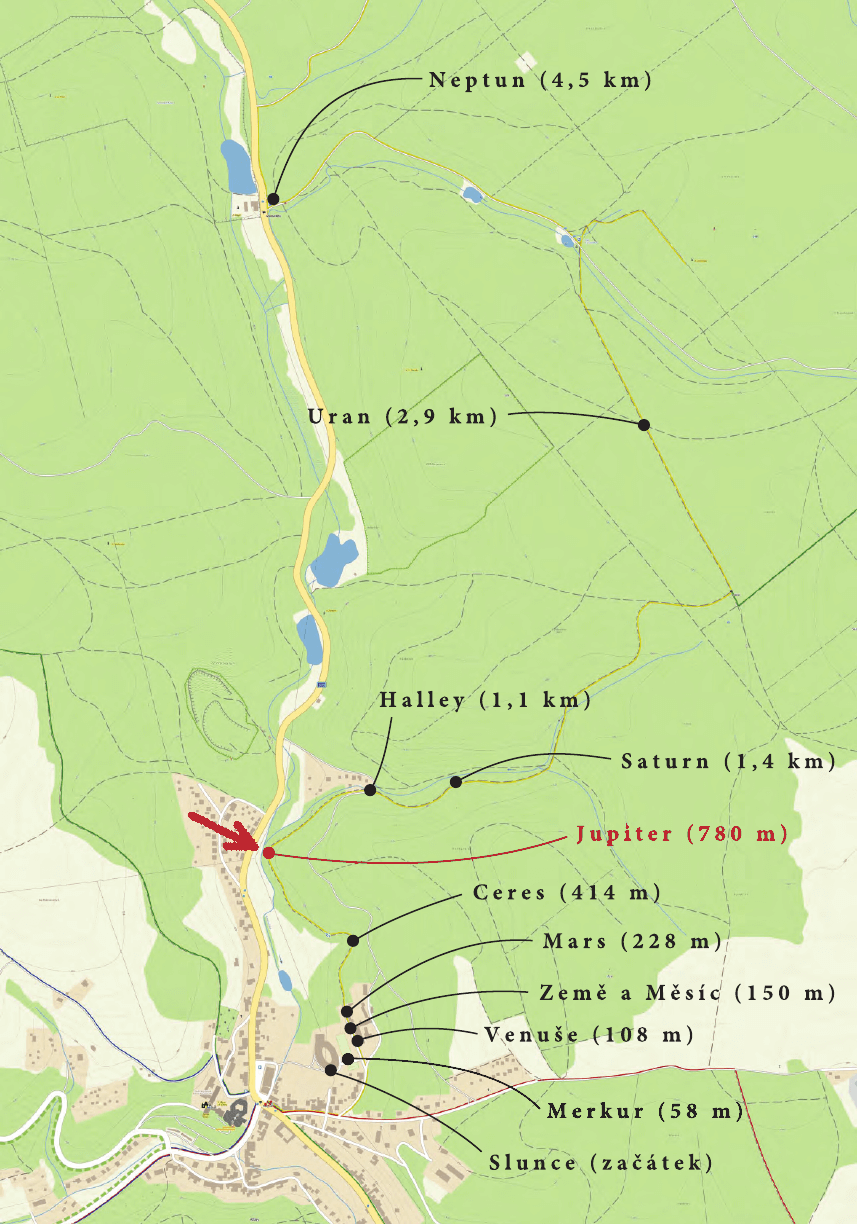 Neptun (4,5 km)
Uran (2,9 km)
Halley (1,1 km)
Saturn (1,4 km)
Jupiter (780 m)
Ceres (414 m)
Mars (228 m)
Země a Měsíc (150 m)
Venuše (108 m)
Merkur (58 m)
Slunce (začátek)